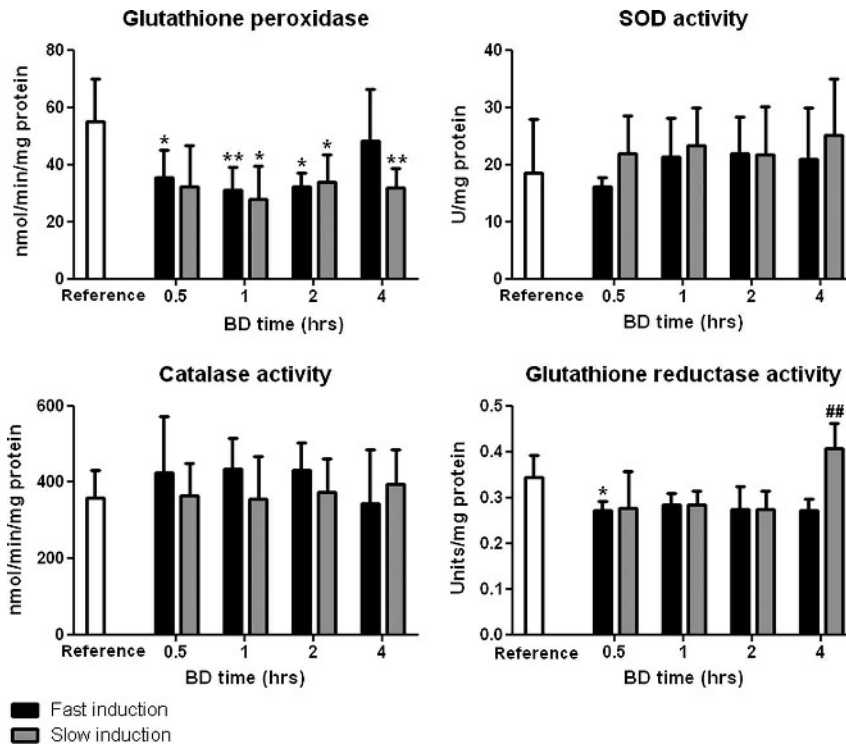 Glutathione peroxidase
nmol/min/mg protein
80
60
40
20
0
*
**
*
*
*
**
Reference 0.5 1 2 4
BD time (hrs)
SOD activity
U/mg protein
40
30
20
10
0
Reference 0.5 1 2 4
BD time (hrs)
Catalase activity
nmol/min/mg protein
600
400
200
0
Reference 0.5 1 2 4
BD time (hrs)
Glutathione reductase activity
Units/mg protein
0.5
0.4
0.3
0.2
0.1
0.0
*
##
Reference 0.5 1 2 4
BD time (hrs)
Fast induction
Slow induction